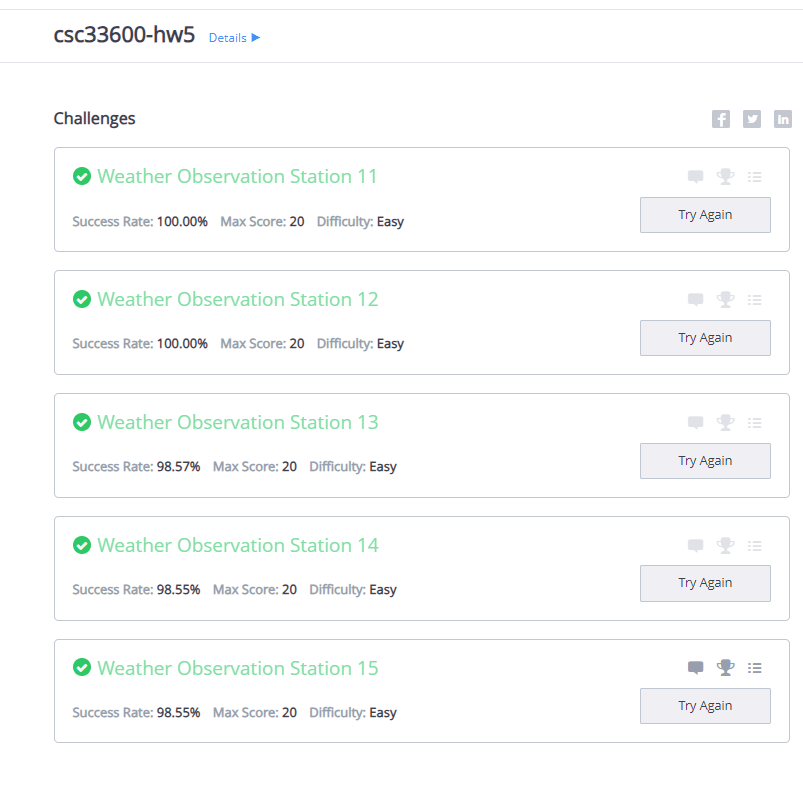 csc33600-hw5 Details ▶
Challenges
Weather Observation Station 11
Success Rate: 100.00% Max Score: 20 Difficulty: Easy
Try Again
Weather Observation Station 12
Success Rate: 100.00% Max Score: 20 Difficulty: Easy
Try Again
Weather Observation Station 13
Success Rate: 98.57% Max Score: 20 Difficulty: Easy
Try Again
Weather Observation Station 14
Success Rate: 98.55% Max Score: 20 Difficulty: Easy
Try Again
Weather Observation Station 15
Success Rate: 98.55% Max Score: 20 Difficulty: Easy
Try Again